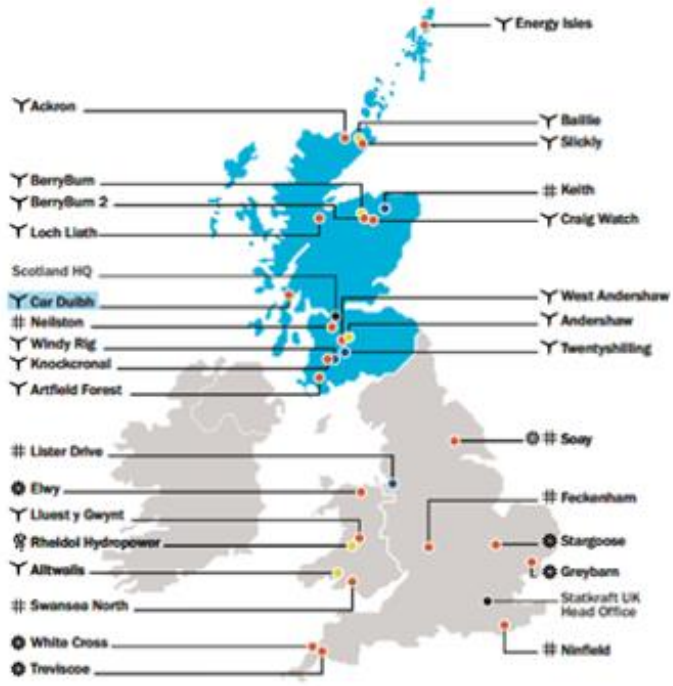 Energy Isles
Ackron
Baillie
Slickly
BerryBurn
Keith
BerryBurn 2
Craig Watch
Loch Liath
Scotland HQ
West Andershaw
Car Duibh
Neilston
Andershaw
Windy Rig
Twentyshilling
Knockcronal
Artfield Forest
Soay
Lister Drive
Elwy
Feckenham
Lluest y Gwynt
Rheidol Hydropower
Stargoose
Alltwalis
Greybarn
Swansea North
Statkraft UK
Head Office
White Cross
Ninfield
Treviscoe